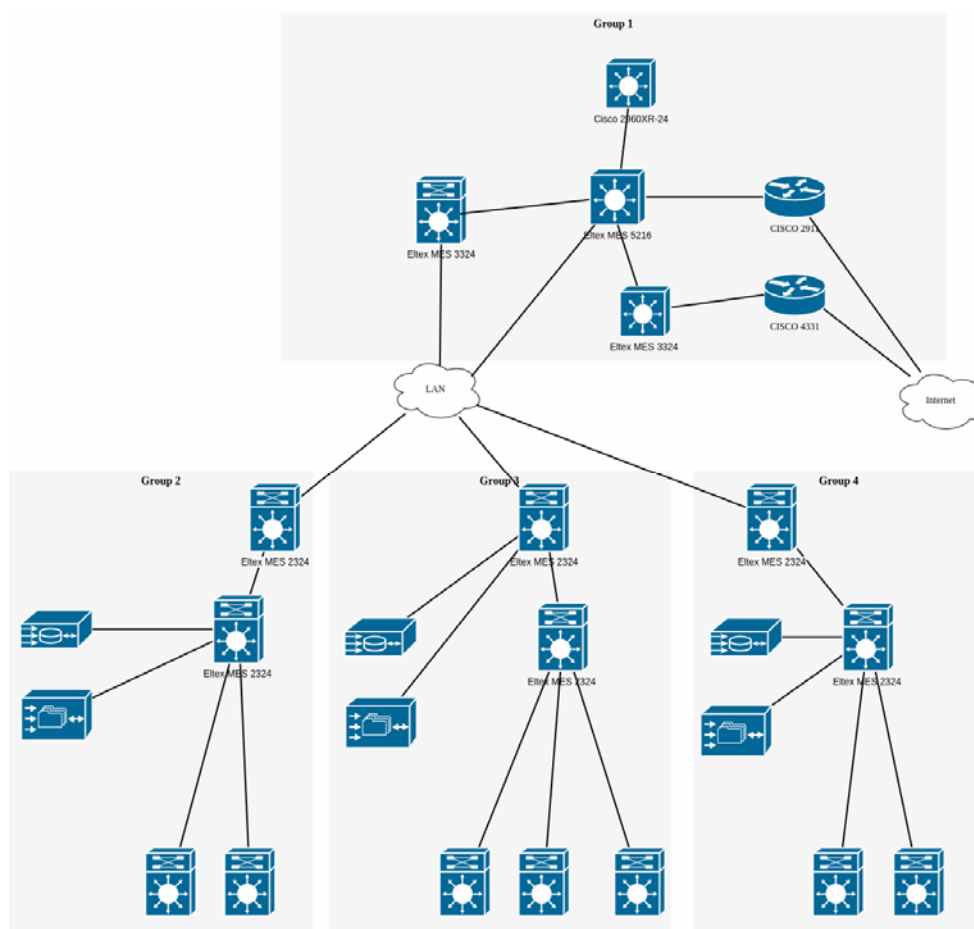 Group 1
Cisco 2960XR-24
Eltex MES 3324
Eltex MES 5216
CISCO 2911
Eltex MES 3324
CISCO 4331
LAN
Internet
Group 2
Group 3
Group 4
Eltex MES 2324
Eltex MES 2324
Eltex MES 2324
Eltex MES 2324
Eltex MES 2324
Eltex MES 2324